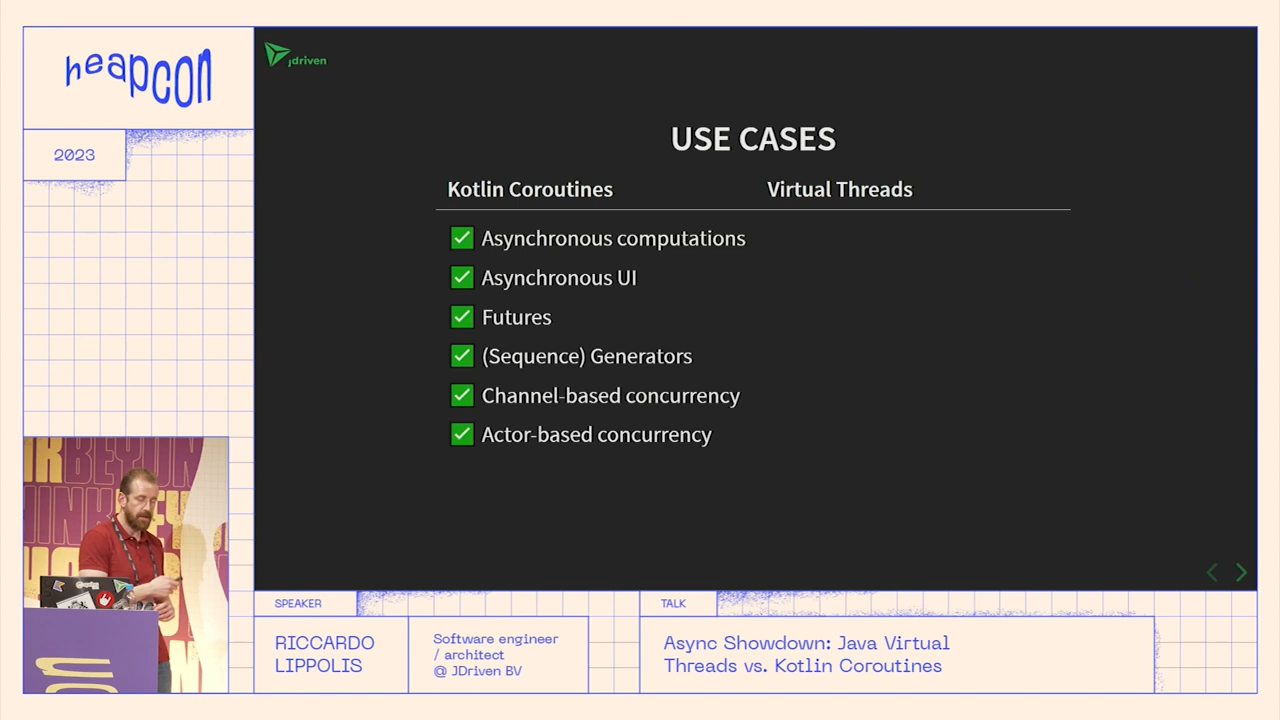 heapcon
2023
jdriven
USE CASES
Kotlin Coroutines
Virtual Threads
Asynchronous computations
Asynchronous UI
Futures
(Sequence) Generators
Channel-based concurrency
Actor-based concurrency
BEYON
SPEAKER
RICCARDO
LIPPOLIS
Software engineer
/ architect
@ JDriven BV
TALK
Async Showdown: Java Virtual
Threads vs. Kotlin Coroutines